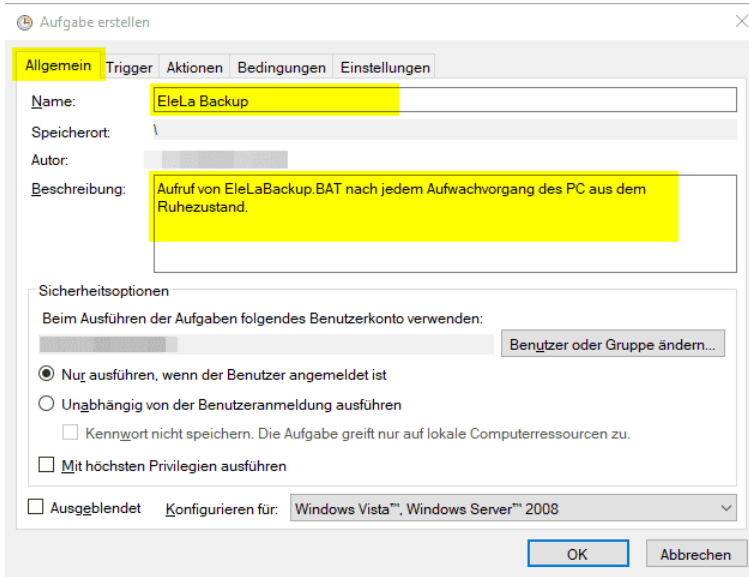 Aufgabe erstellen
Allgemein Trigger Aktionen Bedingungen Einstellungen
Name: EleLa Backup
Speicherort: \
Autor:
Beschreibung: Aufruf von EleLaBackup.BAT nach jedem Aufwachvorgang des PC aus dem
Ruhezustand.
Sicherheitsoptionen
Beim Ausführen der Aufgaben folgendes Benutzerkonto verwenden:
Benutzer oder Gruppe ändern...
Nur ausführen, wenn der Benutzer angemeldet ist
Unabhängig von der Benutzeranmeldung ausführen
Kennwort nicht speichern. Die Aufgabe greift nur auf lokale Computerressourcen zu.
Mit höchsten Privilegien ausführen
Ausgeblendet Konfigurieren für: Windows Vista™, Windows Server™ 2008
OK Abbrechen